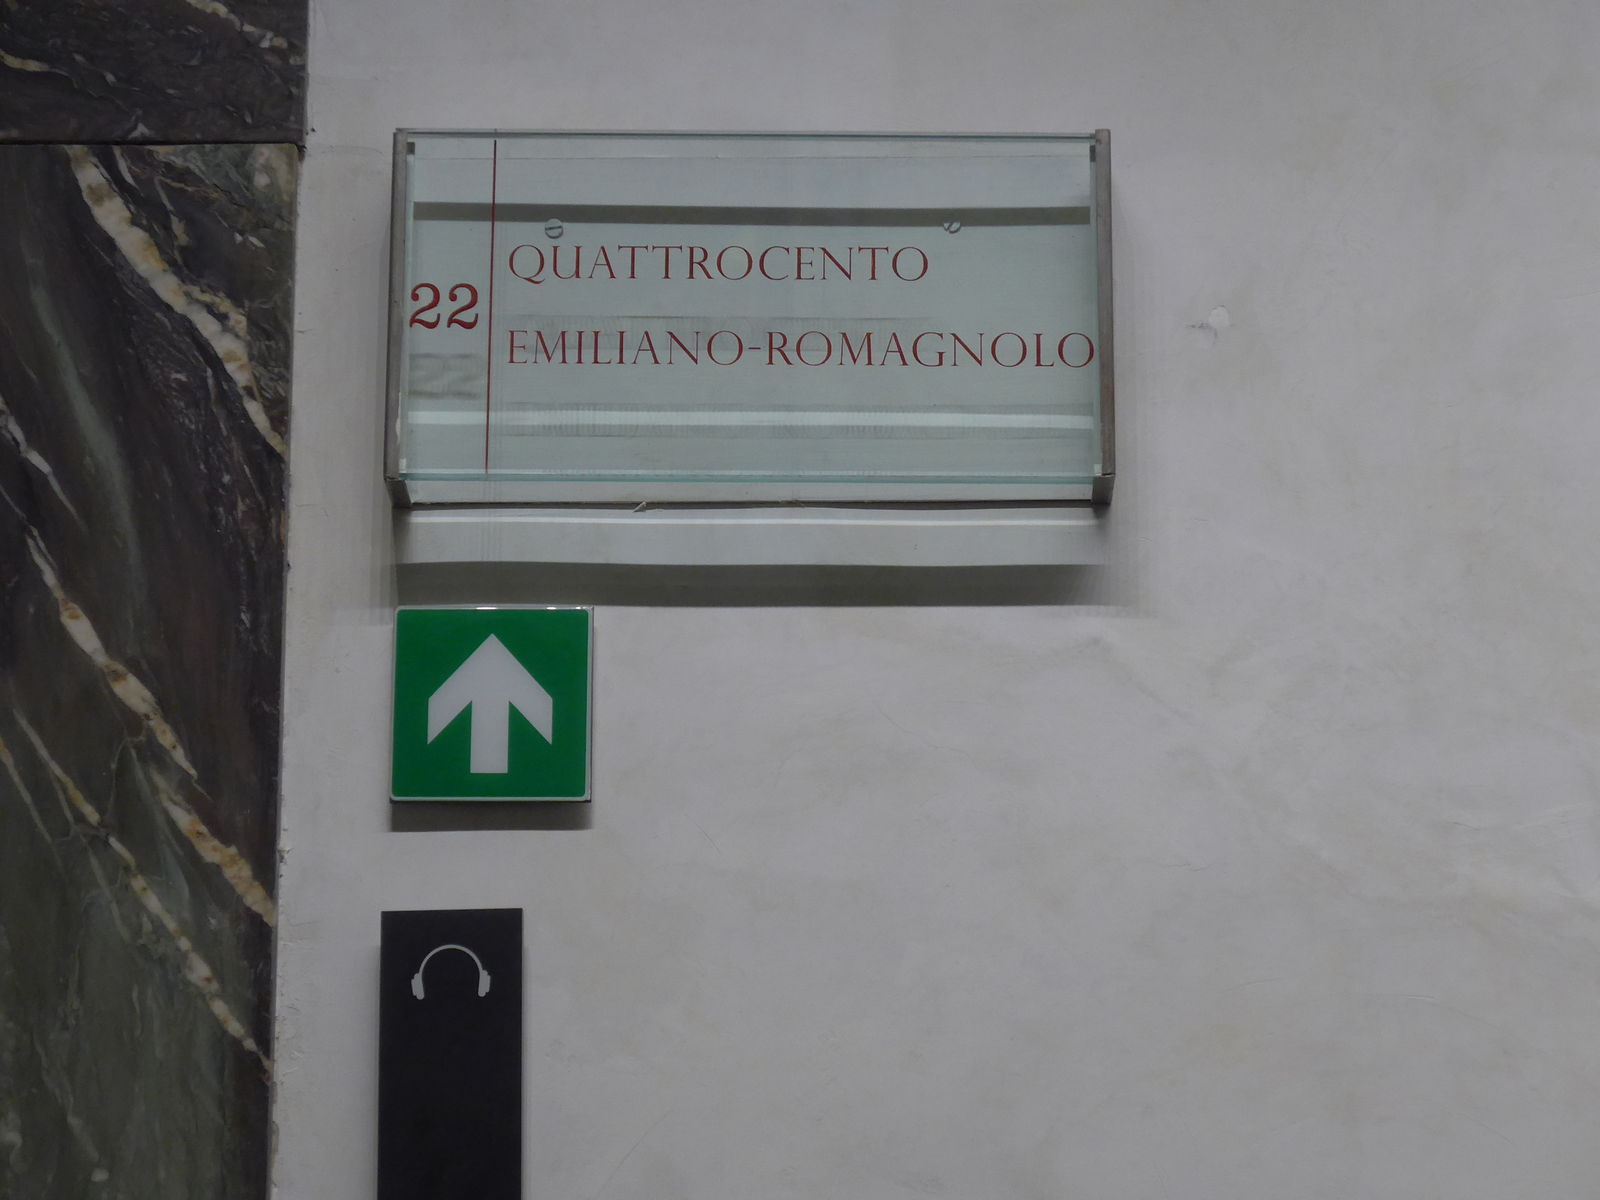 22
QUATTROCENTO
EMILIANO-ROMAGNOLO